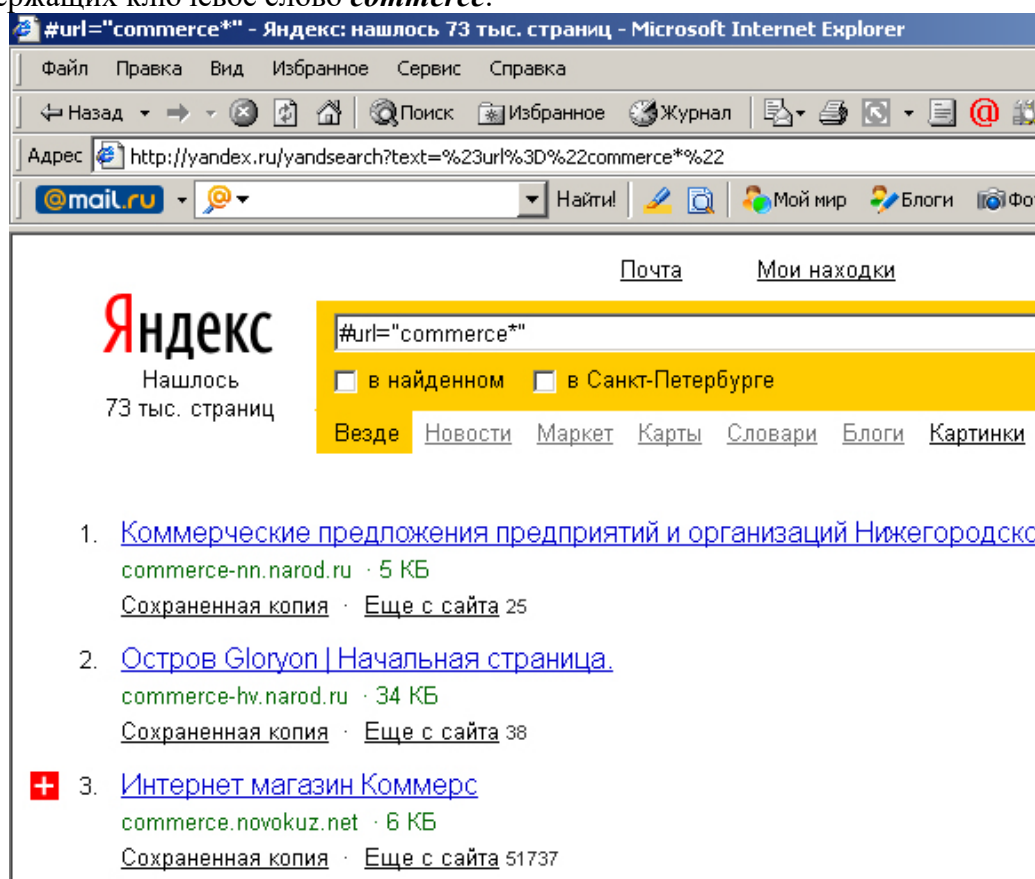 ключевое слово commerce.
#url="commerce*" - Яндекс: нашлось 73 тыс. страниц - Microsoft Internet Explorer
Файл Правка Вид Избранное Сервис Справка
Назад Поиск Избранное Журнал
Адрес http://yandex.ru/yandsearch?text=%23url%3D%22commerce*%22
@mail.ru Найти! Мой мир Блоги
Почта Мои находки
Яндекс
#url="commerce*"
Нашлось
73 тыс. страниц
в найденном в Санкт-Петербурге
Везде Новости Маркет Карты Словари Блоги Картинки
1. Коммерческие предложения предприятий и организаций
commerce-nn.narod.ru · 5 КБ
Сохраненная копия · Еще с сайта 25
2. Остров Gloryon | Начальная страница.
commerce-hv.narod.ru · 34 КБ
Сохраненная копия · Еще с сайта 38
3. Интернет магазин Коммерс
commerce.novokuz.net · 6 КБ
Сохраненная копия · Еще с сайта 51737